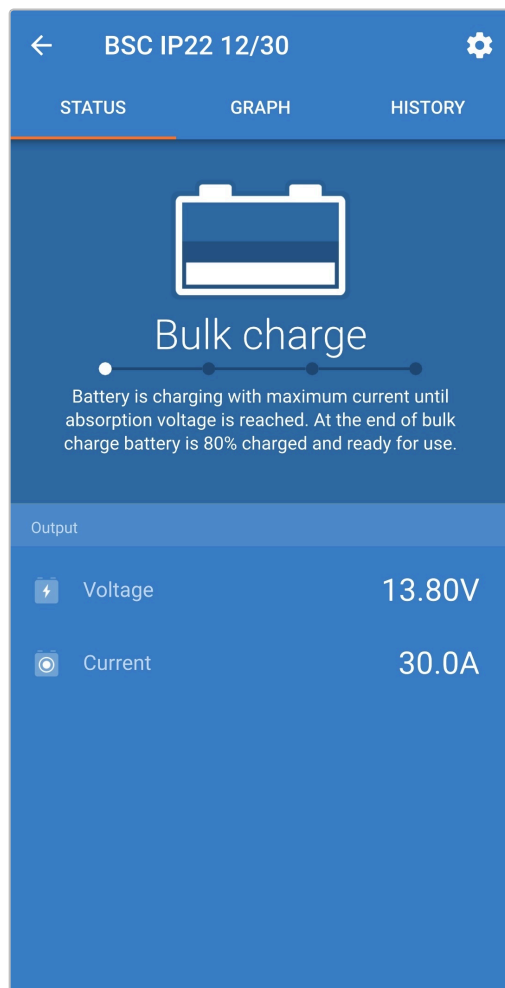 BSC IP22 12/30
STATUS GRAPH HISTORY
Bulk charge
Battery is charging with maximum current until
absorption voltage is reached. At the end of bulk
charge battery is 80% charged and ready for use.
Output
Voltage 13.80V
Current 30.0A